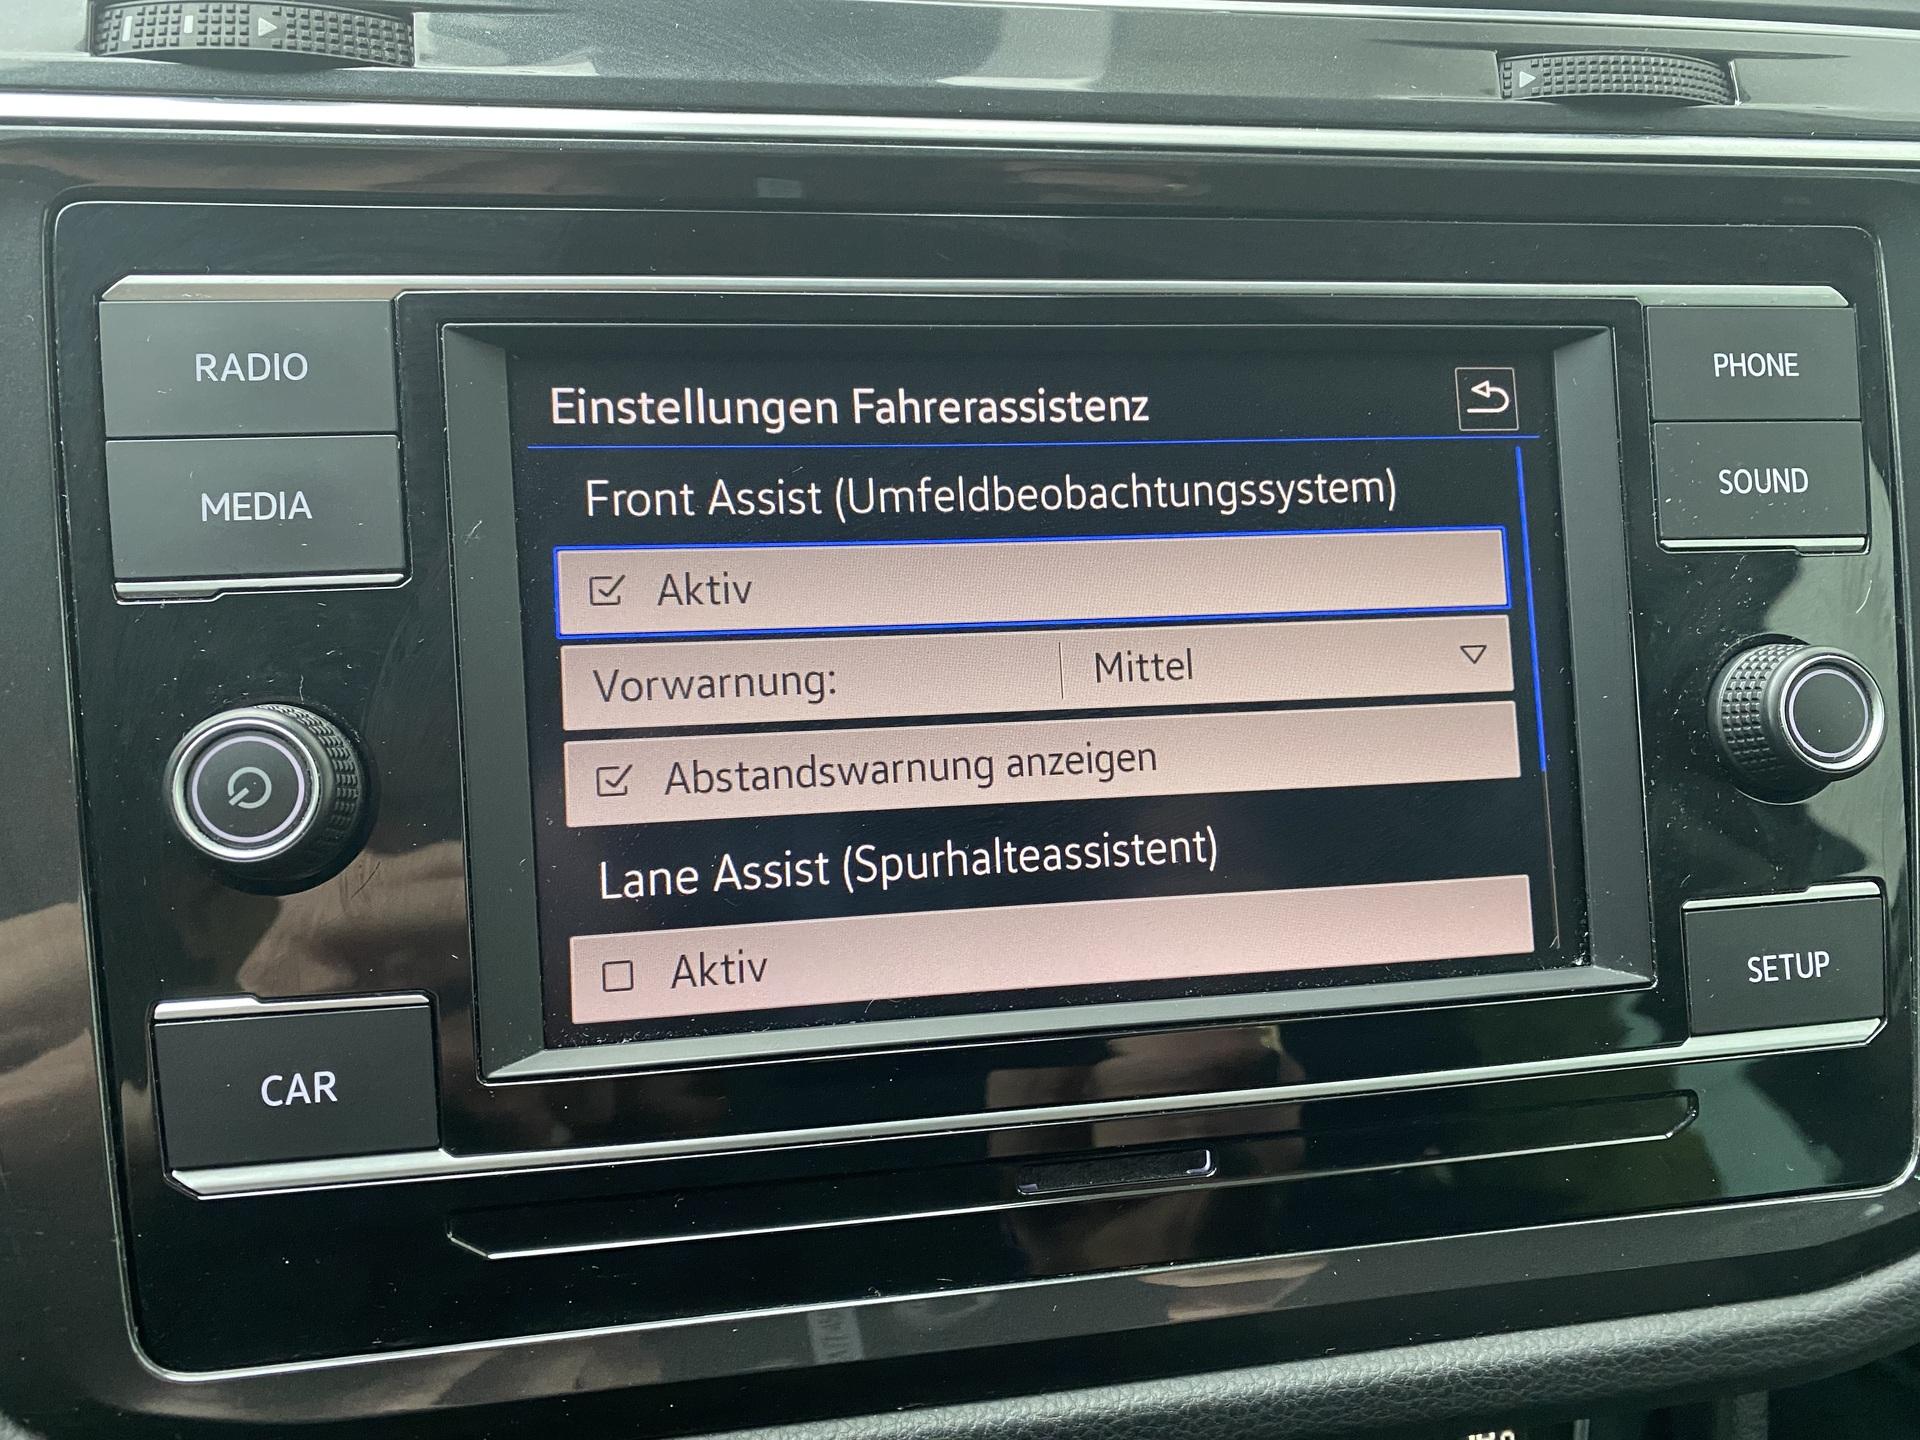 RADIO
MEDIA
CAR
Einstellungen Fahrerassistenz
Front Assist (Umfeldbeobachtungssystem)
Aktiv
Vorwarnung: Mittel
Abstandswarnung anzeigen
Lane Assist (Spurhalteassistent)
Aktiv
PHONE
SOUND
SETUP